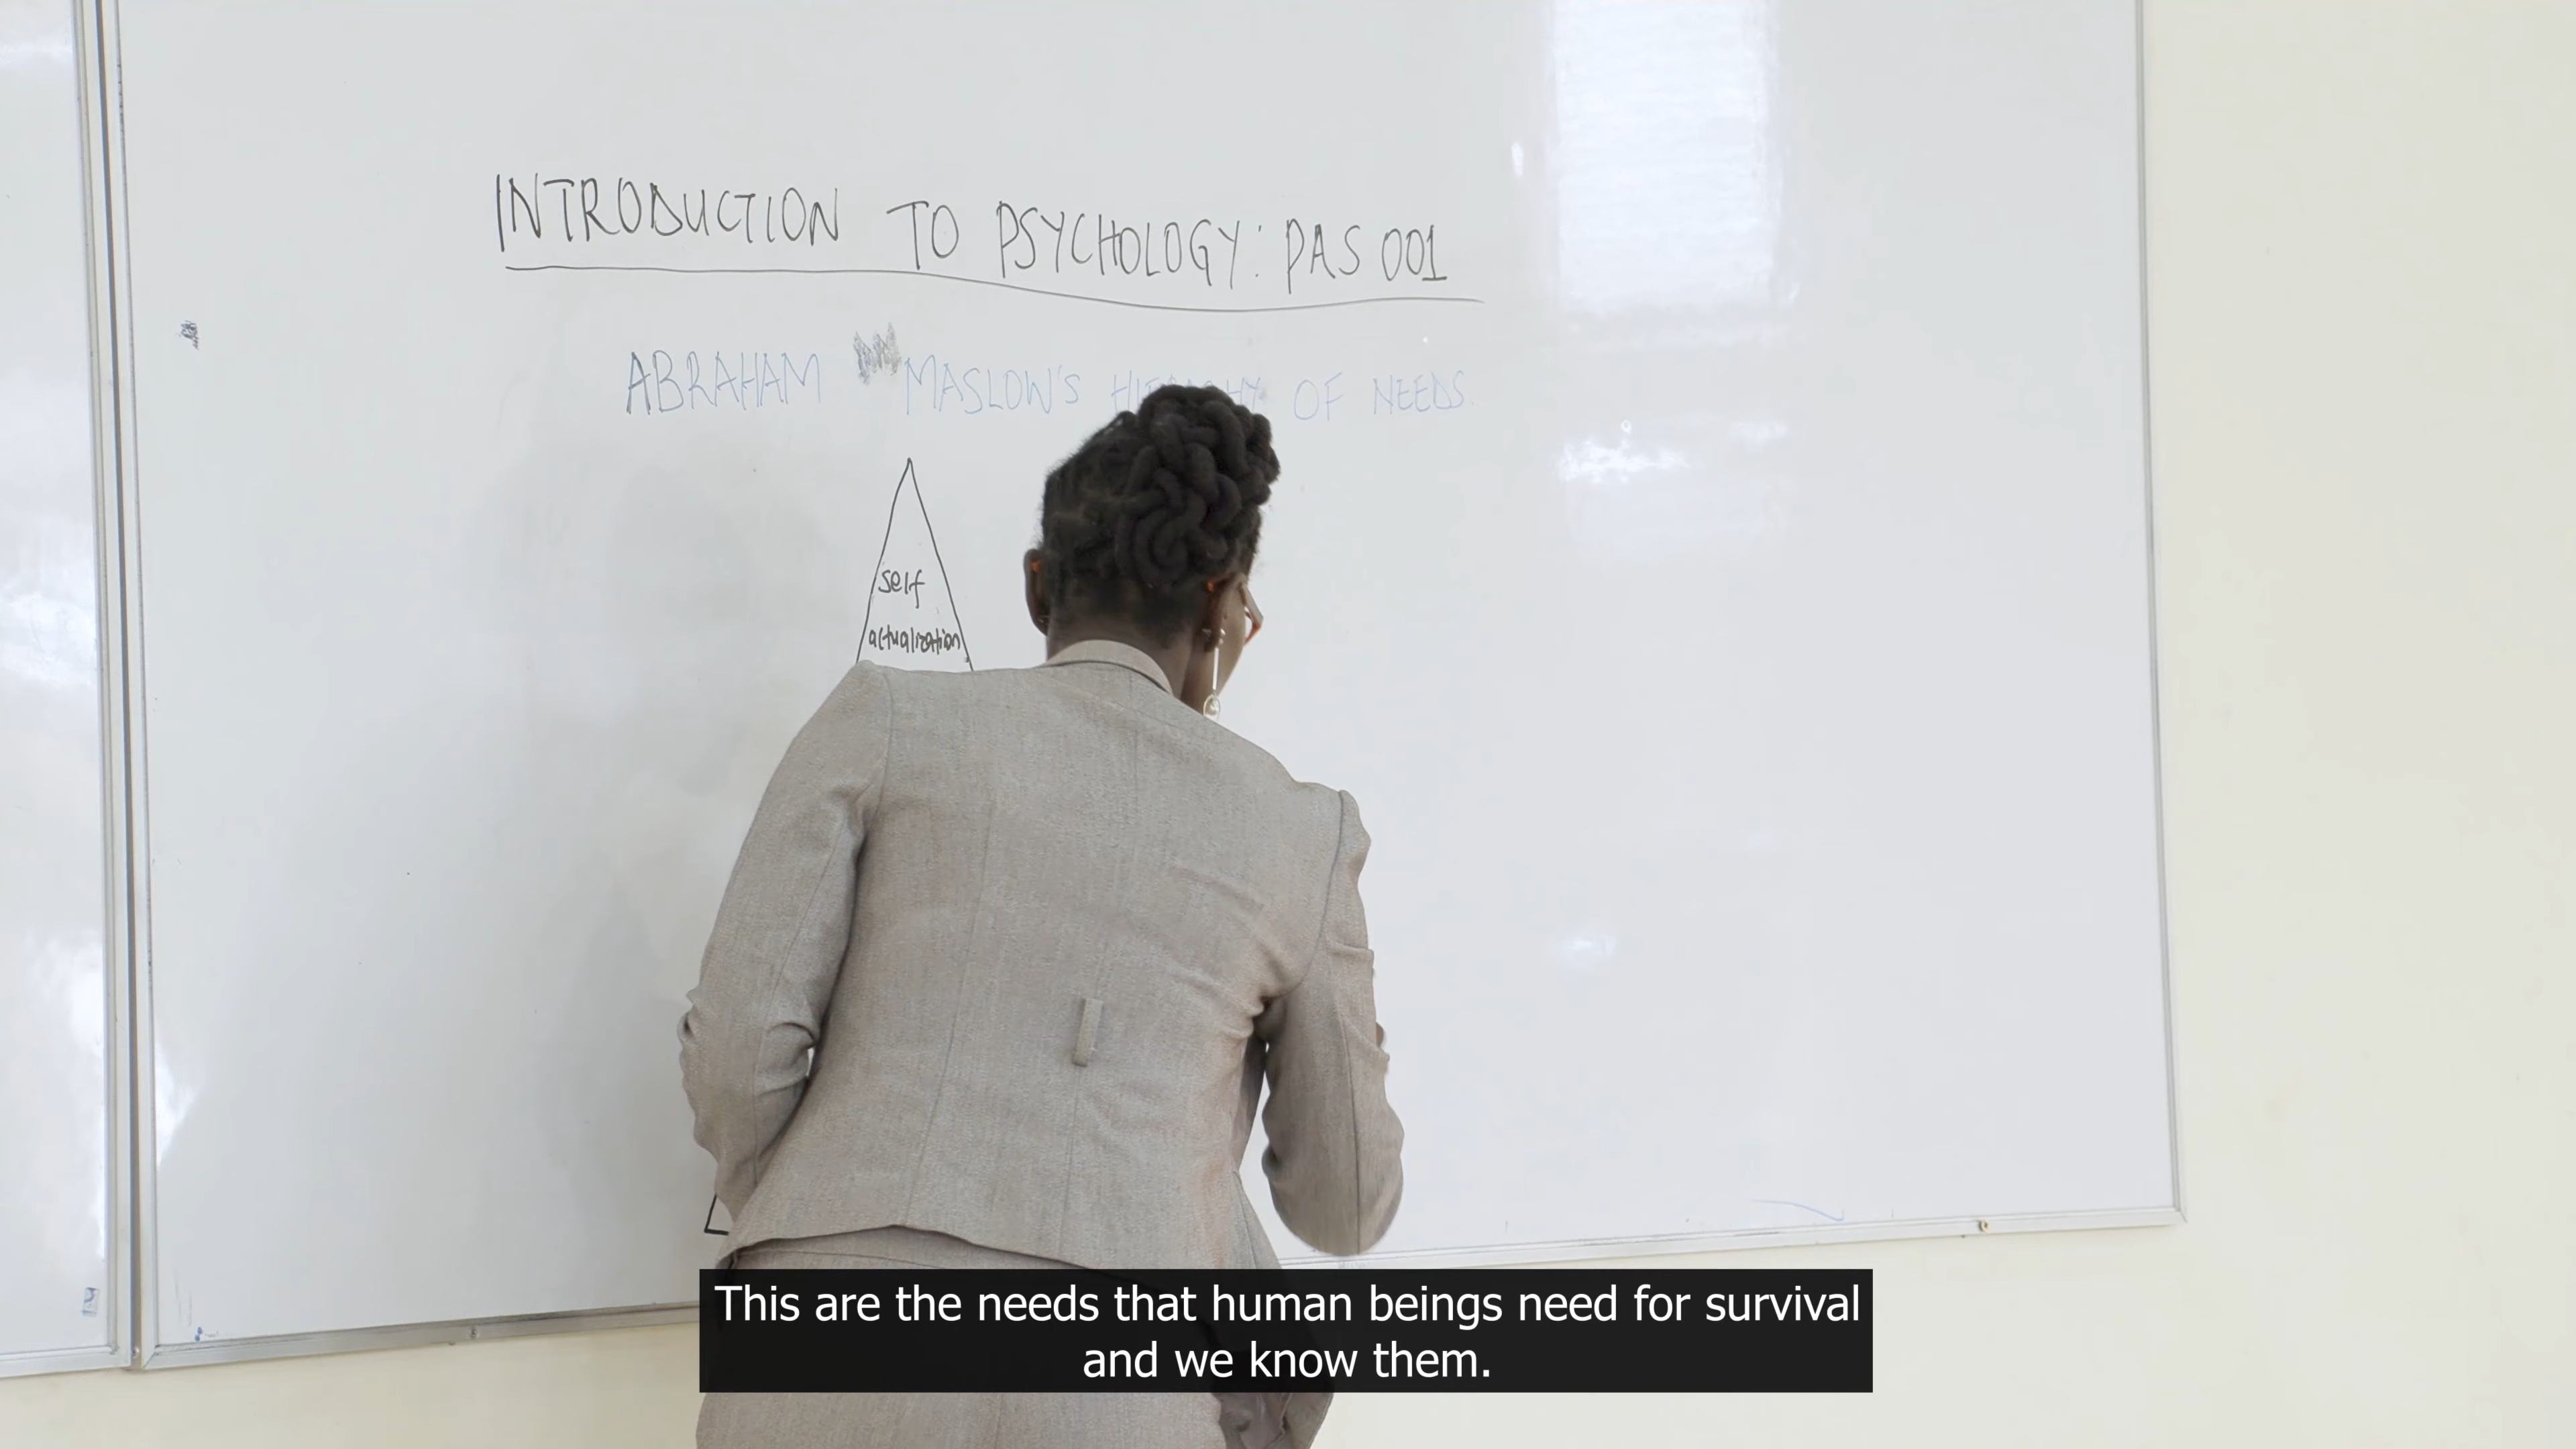 INTRODUCTION TO PSYCHOLOGY: PAS 001
ABRAHAM MASLOW'S OF NEEDS.
self
actualization
This are the needs that human beings need for survival
and we know them.